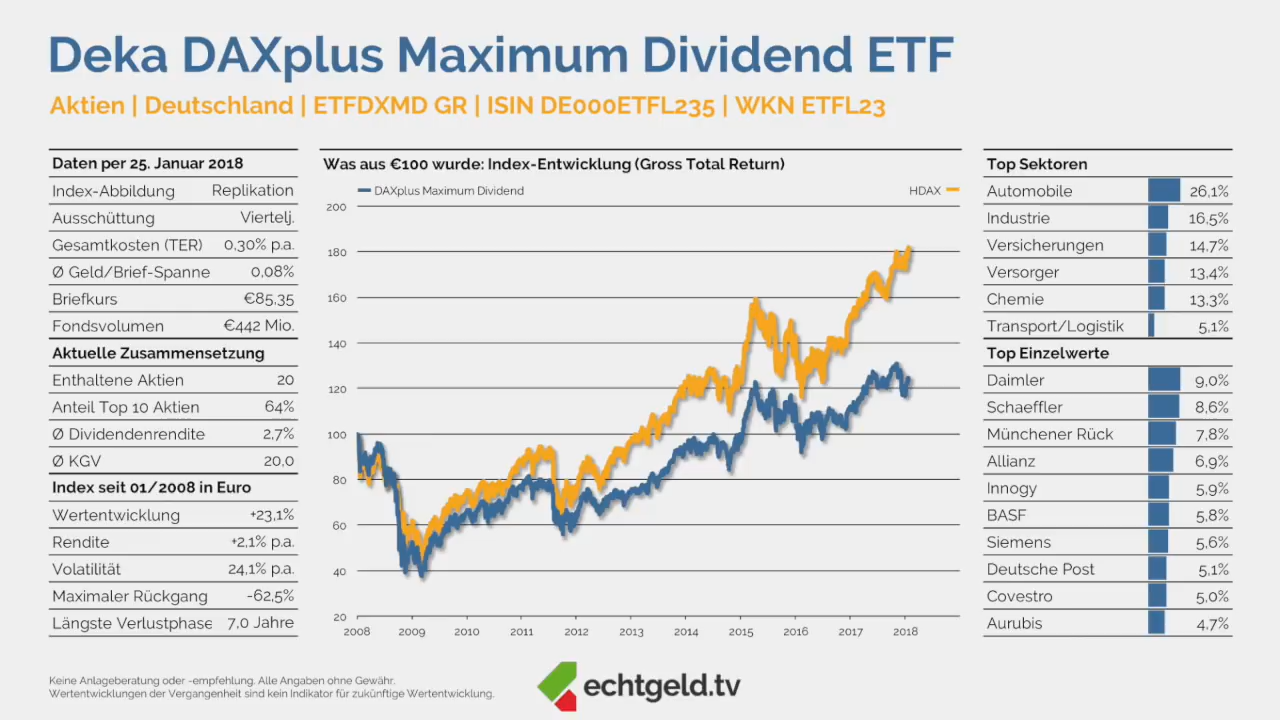 Deka DAXplus Maximum Dividend ETF
Aktien | Deutschland | ETFDXMD GR | ISIN DE000ETFL235 | WKN ETFL23
Daten per 25. Januar 2018
Index-Abbildung Replikation
Ausschüttung Viertelj.
Gesamtkosten (TER) 0,30% p.a.
Ø Geld/Brief-Spanne 0,08%
Briefkurs €85,35
Fondsvolumen €442 Mio.
Aktuelle Zusammensetzung
Enthaltene Aktien 20
Anteil Top 10 Aktien 64%
Ø Dividendenrendite 2,7%
Ø KGV 20,0
Index seit 01/2008 in Euro
Wertentwicklung +23,1%
Rendite +2,1% p.a.
Volatilität 24,1% p.a.
Maximaler Rückgang -62,5%
Längste Verlustphase 7,0 Jahre
Was aus €100 wurde: Index-Entwicklung (Gross Total Return)
DAXplus Maximum Dividend HDAX
200
180
160
140
120
100
80
60
40
20
2008 2009 2010 2011 2012 2013 2014 2015 2016 2017 2018
Top Sektoren
Automobile 26,1%
Industrie 16,5%
Versicherungen 14,7%
Versorger 13,4%
Chemie 13,3%
Transport/Logistik 5,1%
Top Einzelwerte
Daimler 9,0%
Schaeffler 8,6%
Münchener Rück 7,8%
Allianz 6,9%
Innogy 5,9%
BASF 5,8%
Siemens 5,6%
Deutsche Post 5,1%
Covestro 5,0%
Aurubis 4,7%
Keine Anlageberatung oder -empfehlung. Alle Angaben ohne Gewähr.
Wertentwicklungen der Vergangenheit sind kein Indikator für zukünftige Wertentwicklung.
echtgeld.tv